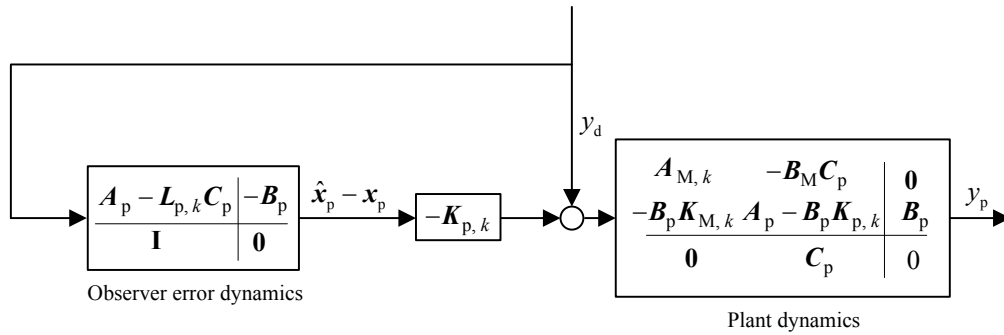 y_d
A_p − L_{p, k} C_p | −B_p
I | 0
Observer error dynamics
x̂_p − x_p
−K_{p, k}
A_{M, k} −B_M C_p | 0
−B_p K_{M, k} A_p − B_p K_{p, k} | B_p
0 C_p | 0
Plant dynamics
y_p